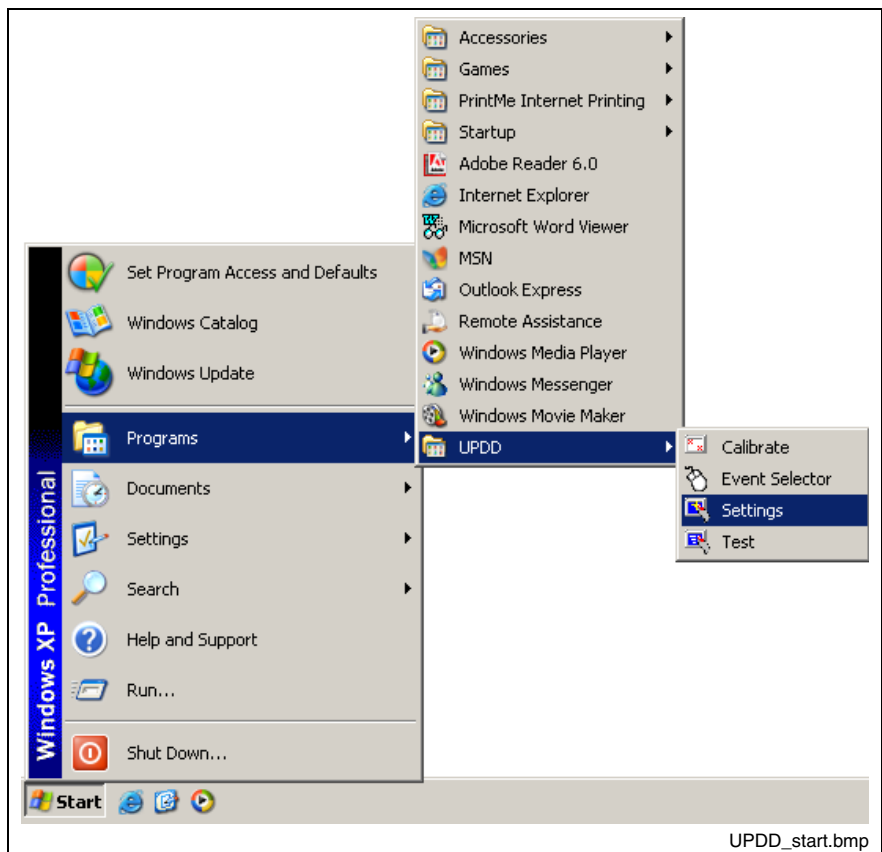 Accessories
Games
PrintMe Internet Printing
Startup
Adobe Reader 6.0
Internet Explorer
Microsoft Word Viewer
MSN
Outlook Express
Remote Assistance
Windows Media Player
Windows Messenger
Windows Movie Maker
UPDD
Calibrate
Event Selector
Settings
Test
Set Program Access and Defaults
Windows Catalog
Windows Update
Programs
Documents
Settings
Search
Help and Support
Run...
Shut Down...
Windows XP Professional
Start
UPDD_start.bmp